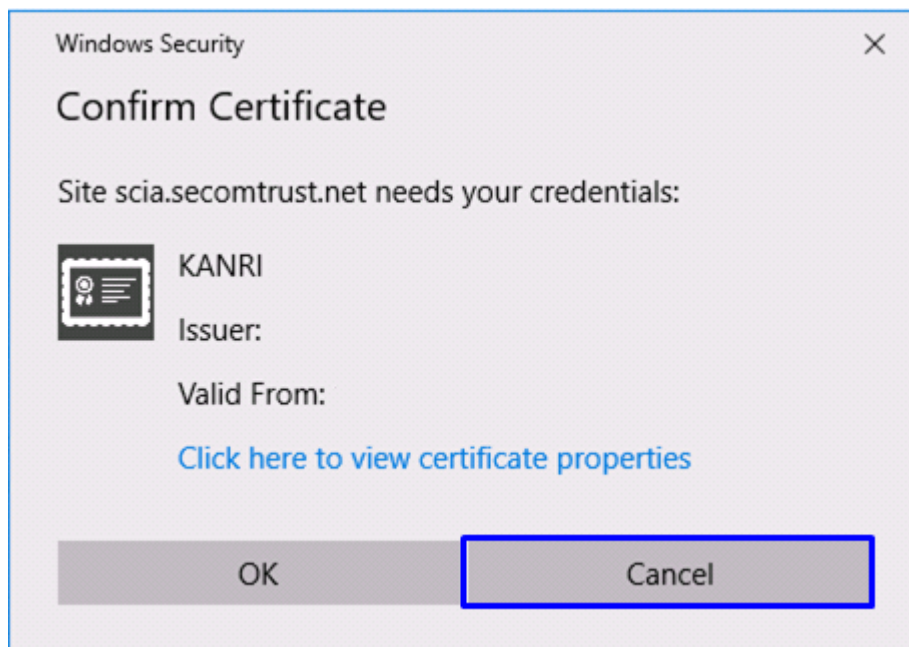 Windows Security
Confirm Certificate
Site scia.secomtrust.net needs your credentials:
KANRI
Issuer:
Valid From:
Click here to view certificate properties
OK
Cancel